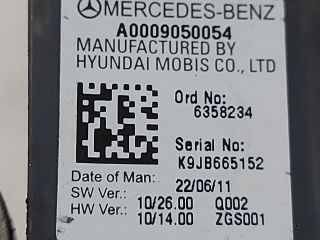 MERCEDES-BENZ
A0009050054
MANUFACTURED BY
HYUNDAI MOBIS CO., LTD
Ord No:
6358234
Serial No:
K9JB665152
Date of Man: 22/06/11
SW Ver.: 10/26.00 Q002
HW Ver.: 10/14.00 ZGS001